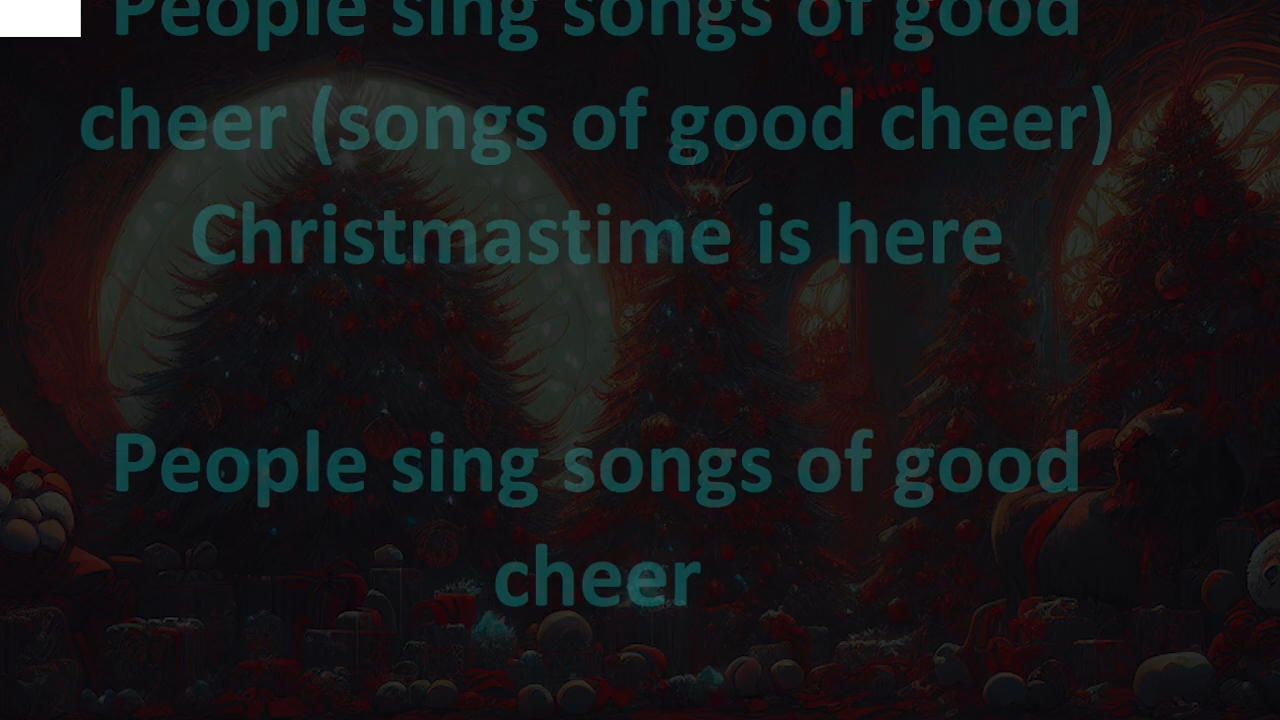 People sing songs of good
cheer (songs of good cheer)
Christmastime is here
People sing songs of good
cheer